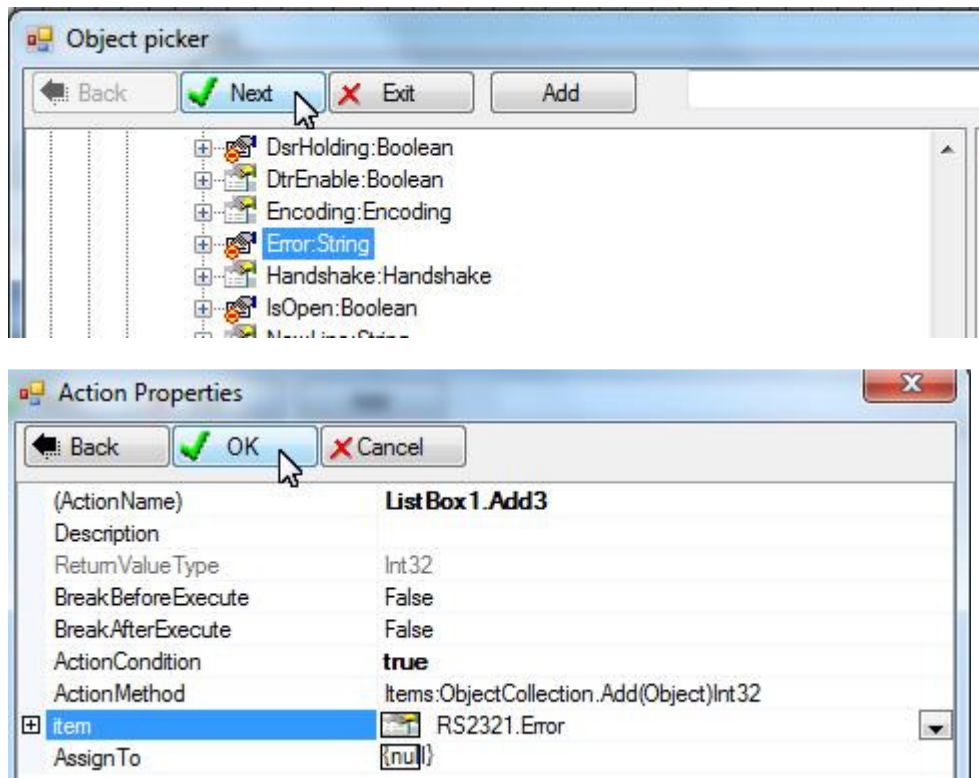 Object picker
Back Next Exit Add
DsrHolding:Boolean
DtrEnable:Boolean
Encoding:Encoding
Error:String
Handshake:Handshake
IsOpen:Boolean
NewLine:String
Action Properties
Back OK Cancel
(ActionName) ListBox1.Add3
Description
ReturnValueType Int32
BreakBeforeExecute False
BreakAfterExecute False
ActionCondition true
ActionMethod Items:ObjectCollection.Add(Object)Int32
item RS2321.Error
AssignTo {null}